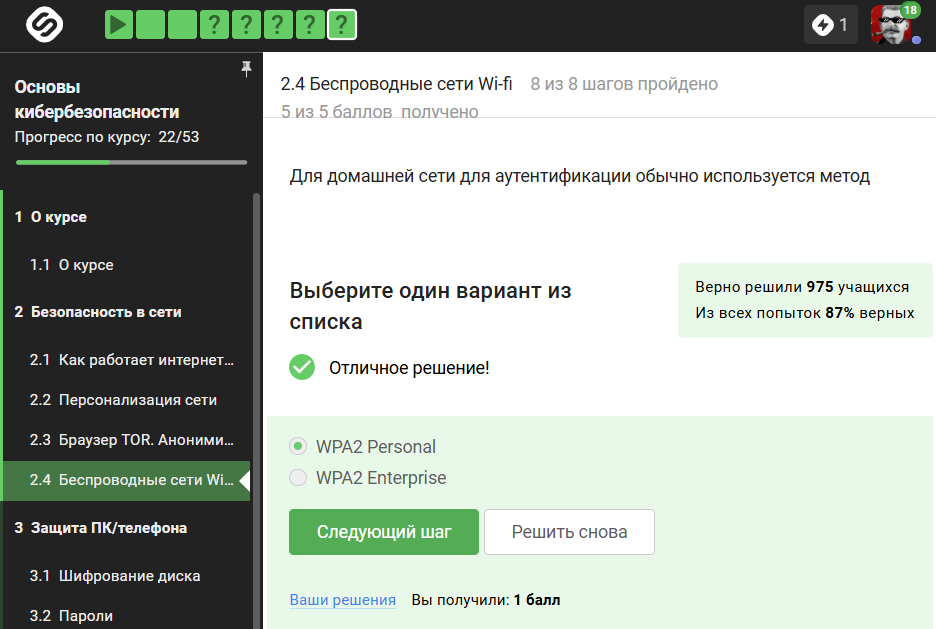 ? ? ? ? ?
1
18
Основы
кибербезопасности
Прогресс по курсу: 22/53
1 О курсе
1.1 О курсе
2 Безопасность в сети
2.1 Как работает интернет...
2.2 Персонализация сети
2.3 Браузер TOR. Аноними...
2.4 Беспроводные сети Wi...
3 Защита ПК/телефона
3.1 Шифрование диска
3.2 Пароли
2.4 Беспроводные сети Wi-fi 8 из 8 шагов пройдено
5 из 5 баллов получено
Для домашней сети для аутентификации обычно используется метод
Выберите один вариант из
списка
Верно решили 975 учащихся
Из всех попыток 87% верных
Отличное решение!
WPA2 Personal
WPA2 Enterprise
Следующий шаг Решить снова
Ваши решения Вы получили: 1 балл